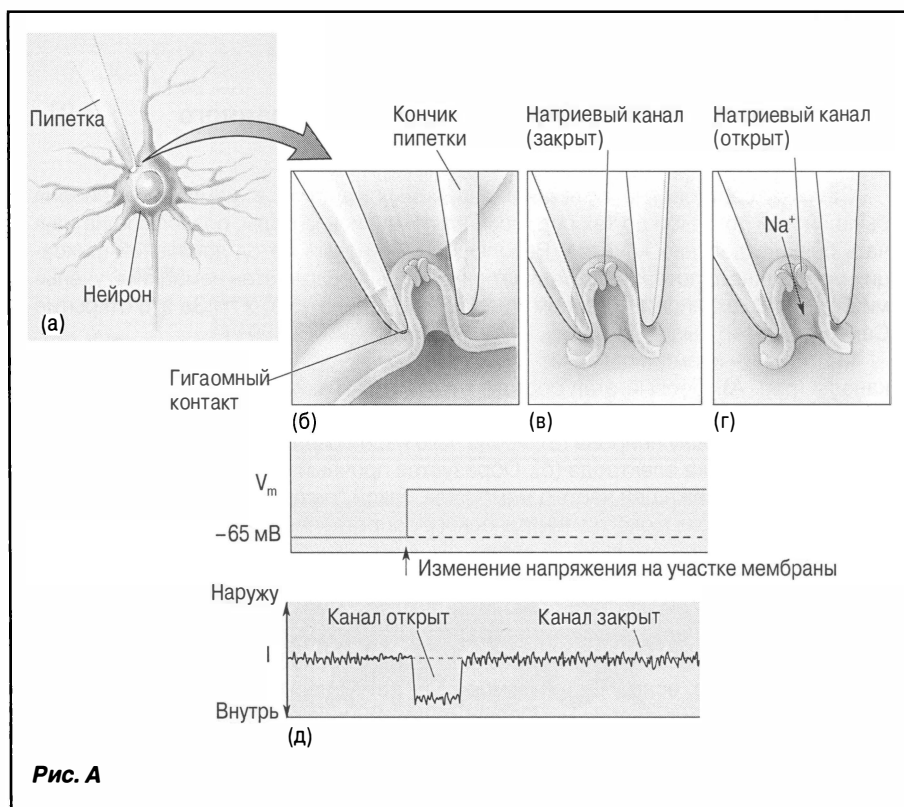 Пипетка
Нейрон
(а)
Кончик
пипетки
Натриевый канал
(закрыт)
Натриевый канал
(открыт)
Na⁺
Гигаомный
контакт
(б)
(в)
(г)
Vₘ
–65 мВ
Изменение напряжения на участке мембраны
Наружу
Канал открыт
Канал закрыт
I
Внутрь
(д)
Рис. А